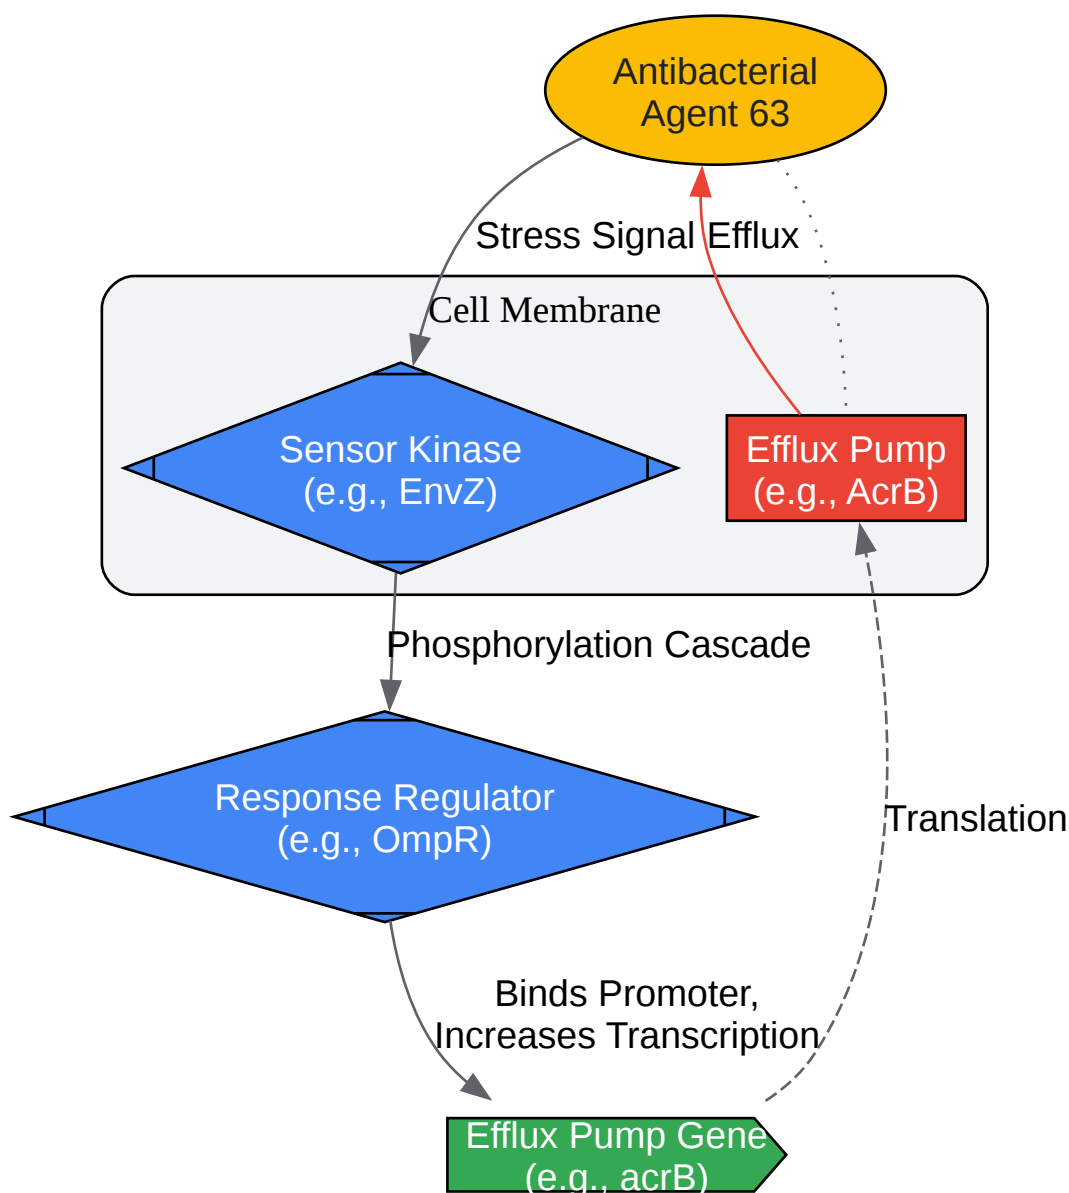 Antibacterial
Agent 63
Stress Signal
Efflux
Cell Membrane
Sensor Kinase
(e.g., EnvZ)
Efflux Pump
(e.g., AcrB)
Phosphorylation Cascade
Response Regulator
(e.g., OmpR)
Translation
Binds Promoter,
Increases Transcription
Efflux Pump Gene
(e.g., acrB)